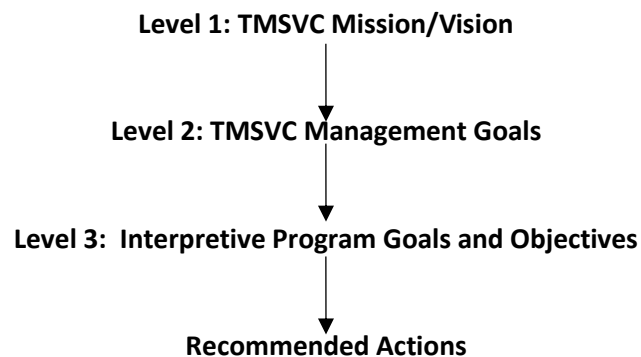 Level 1: TMSVC Mission/Vision
Level 2: TMSVC Management Goals
Level 3:  Interpretive Program Goals and Objectives
Recommended Actions